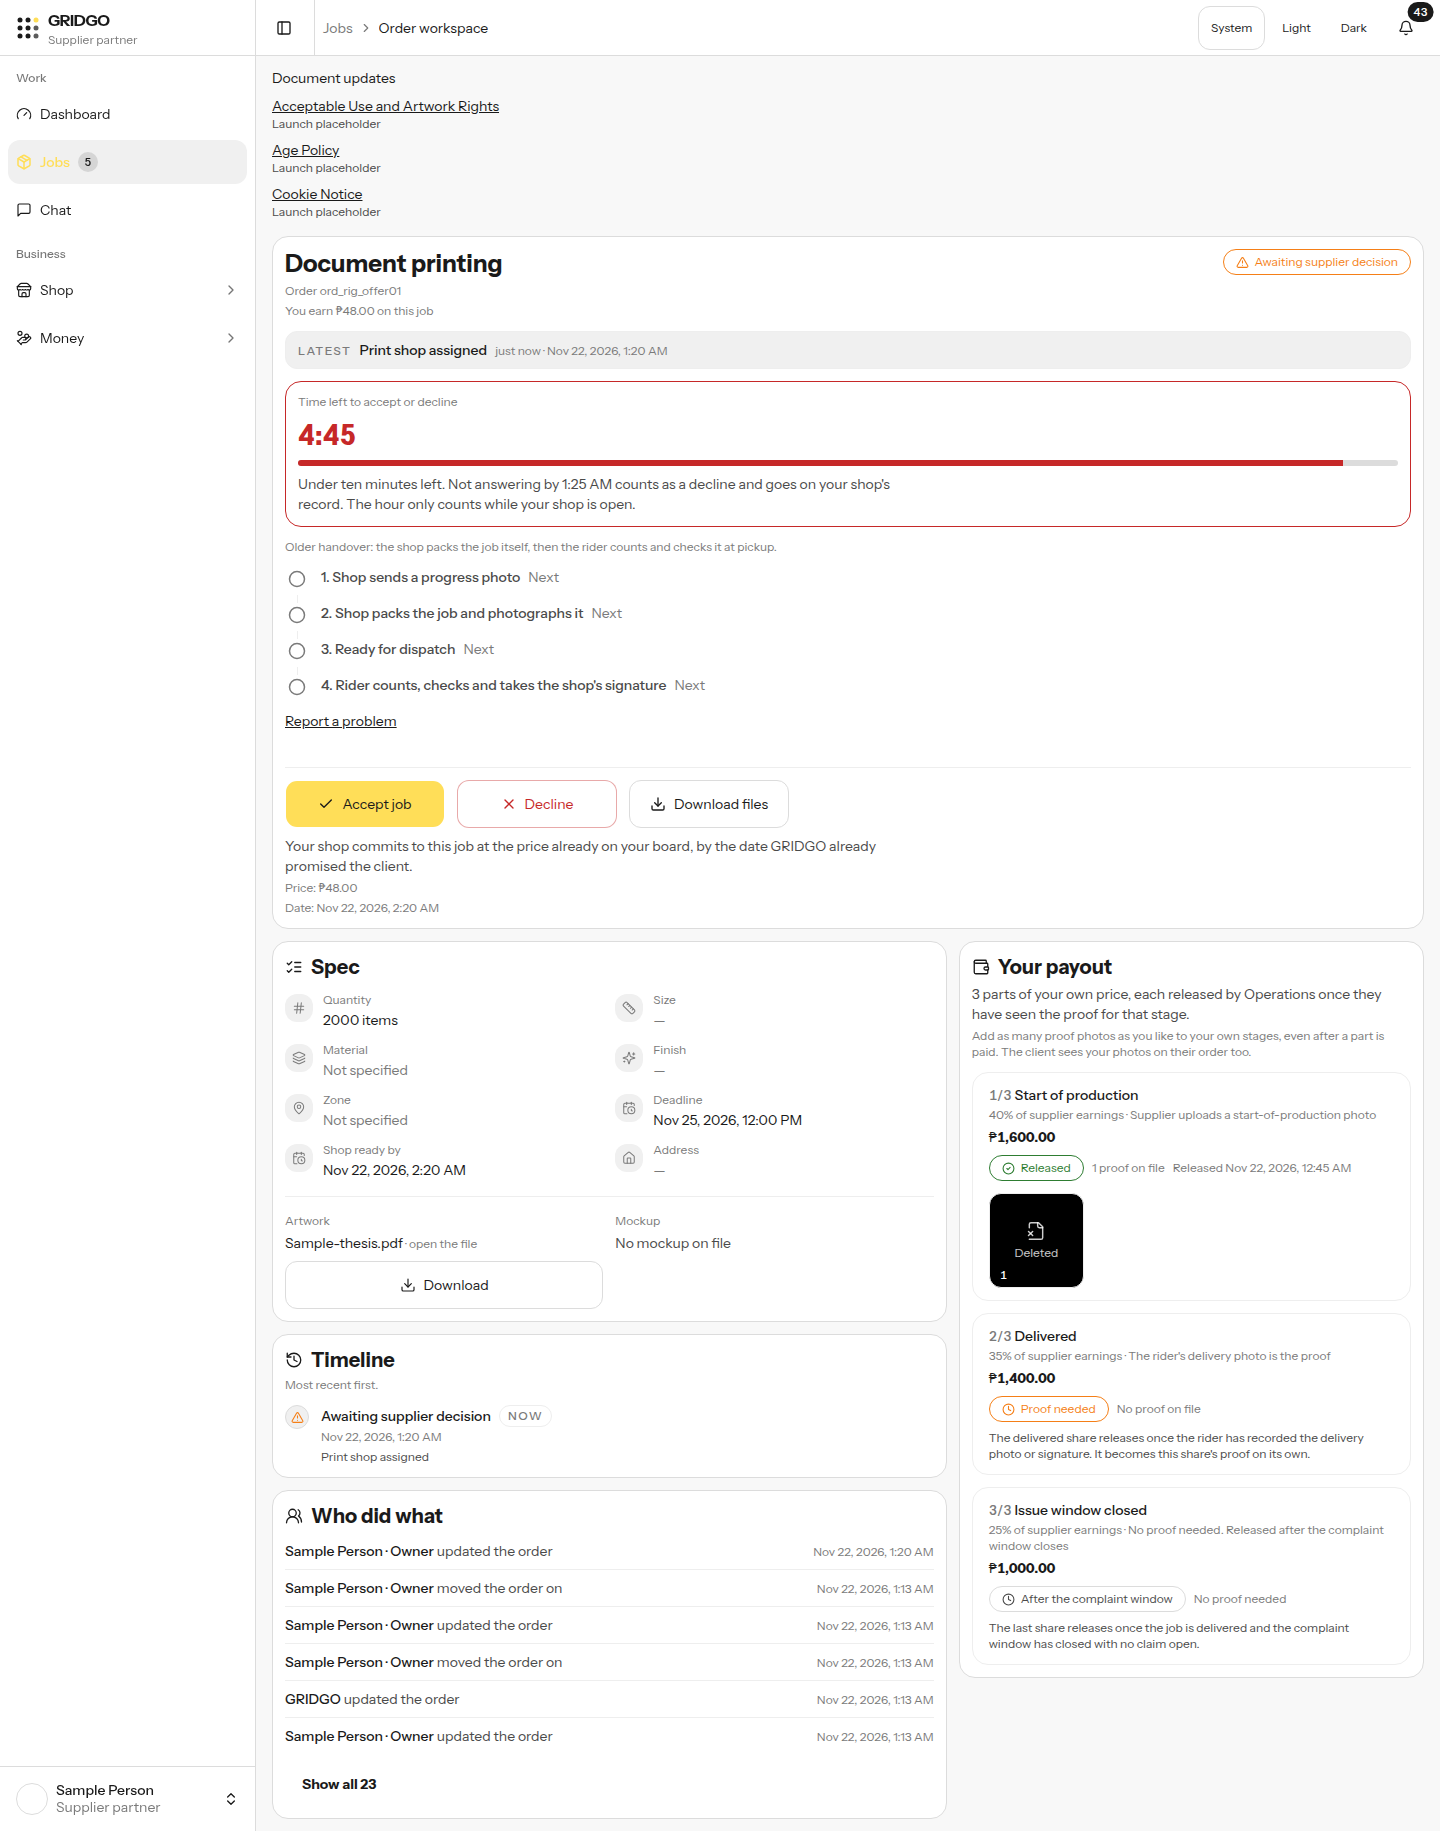 GRIDGO
Supplier partner
Work
Dashboard
Jobs 5
Chat
Business
Shop
Money
Sample Person
Supplier partner
Jobs > Order workspace
System Light Dark 43
Document updates
Acceptable Use and Artwork Rights
Launch placeholder
Age Policy
Launch placeholder
Cookie Notice
Launch placeholder
Document printing
Awaiting supplier decision
Order ord_rig_offer01
You earn ₱48.00 on this job
LATEST Print shop assigned just now · Nov 22, 2026, 1:20 AM
Time left to accept or decline
4:45
Under ten minutes left. Not answering by 1:25 AM counts as a decline and goes on your shop's
record. The hour only counts while your shop is open.
Older handover: the shop packs the job itself, then the rider counts and checks it at pickup.
1. Shop sends a progress photo Next
2. Shop packs the job and photographs it Next
3. Ready for dispatch Next
4. Rider counts, checks and takes the shop's signature Next
Report a problem
Accept job Decline Download files
Your shop commits to this job at the price already on your board, by the date GRIDGO already
promised the client.
Price: ₱48.00
Date: Nov 22, 2026, 2:20 AM
Spec
Quantity
2000 items
Size
—
Material
Not specified
Finish
—
Zone
Not specified
Deadline
Nov 25, 2026, 12:00 PM
Shop ready by
Nov 22, 2026, 2:20 AM
Address
—
Artwork
Sample-thesis.pdf · open the file
Download
Mockup
No mockup on file
Timeline
Most recent first.
Awaiting supplier decision NOW
Nov 22, 2026, 1:20 AM
Print shop assigned
Who did what
Sample Person · Owner updated the order Nov 22, 2026, 1:20 AM
Sample Person · Owner moved the order on Nov 22, 2026, 1:13 AM
Sample Person · Owner updated the order Nov 22, 2026, 1:13 AM
Sample Person · Owner moved the order on Nov 22, 2026, 1:13 AM
GRIDGO updated the order Nov 22, 2026, 1:13 AM
Sample Person · Owner updated the order Nov 22, 2026, 1:13 AM
Show all 23
Your payout
3 parts of your own price, each released by Operations once they
have seen the proof for that stage.
Add as many proof photos as you like to your own stages, even after a part is
paid. The client sees your photos on their order too.
1/3 Start of production
40% of supplier earnings · Supplier uploads a start-of-production photo
₱1,600.00
Released 1 proof on file Released Nov 22, 2026, 12:45 AM
Deleted
1
2/3 Delivered
35% of supplier earnings · The rider's delivery photo is the proof
₱1,400.00
Proof needed No proof on file
The delivered share releases once the rider has recorded the delivery
photo or signature. It becomes this share's proof on its own.
3/3 Issue window closed
25% of supplier earnings · No proof needed. Released after the complaint
window closes
₱1,000.00
After the complaint window No proof needed
The last share releases once the job is delivered and the complaint
window has closed with no claim open.